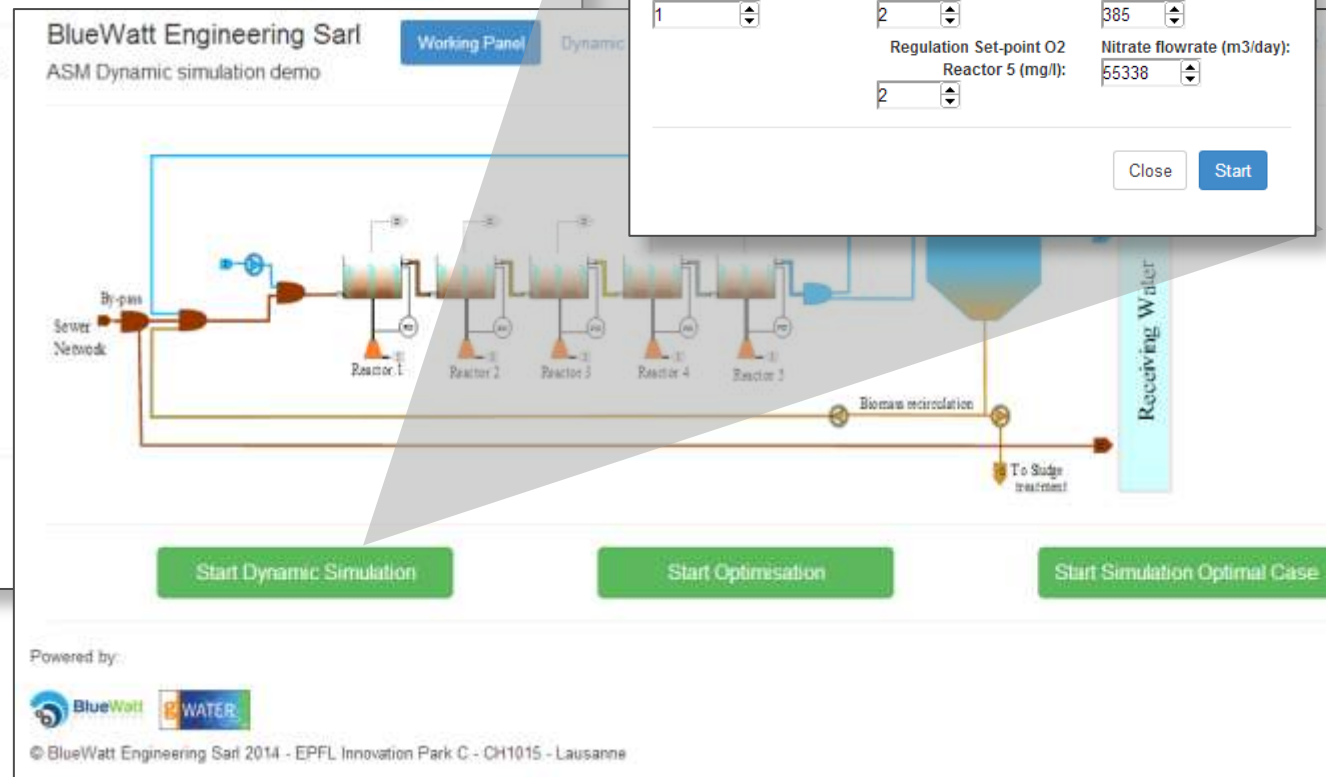 1
2
385
Regulation Set-point O2
Reactor 5 (mg/l):
Nitrate flowrate (m3/day):
2
55338
Close
Start
BlueWatt Engineering Sarl
Working Panel
Dynamic
ASM Dynamic simulation demo
By-pass
Sewer
Network
Reactor 1
Reactor 2
Reactor 3
Reactor 4
Reactor 5
Biomass recirculation
To Sludge
treatment
Receiving Water
Start Dynamic Simulation
Start Optimisation
Start Simulation Optimal Case
Powered by:
BlueWatt
g WATER
© BlueWatt Engineering Sarl 2014 - EPFL Innovation Park C - CH1015 - Lausanne